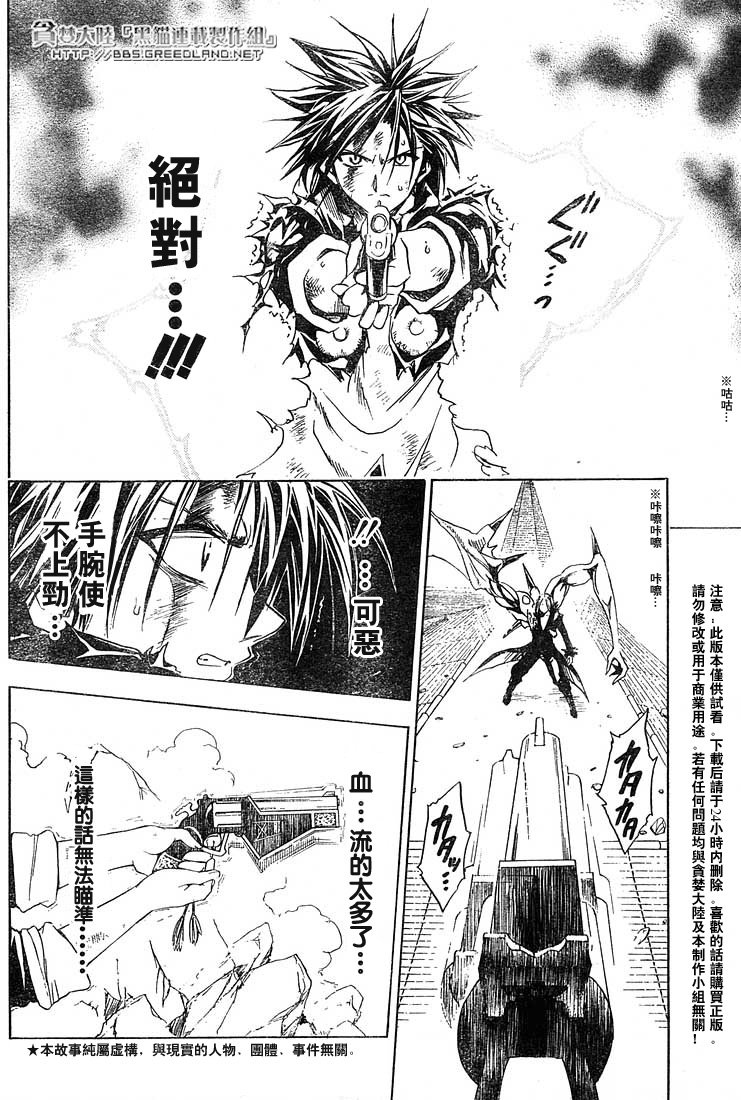 貪婪大陸『黑貓連載製作組』
HTTP://BBS.GREEDLAND.NET
絕對…!!!
ググッ
※咕咕…
※咔嚓咔嚓 咔嚓…
カタカタ
カタッ…
!!…可惡
手腕使
不上勁…
血…流的太多了…
這樣的話無法瞄準………
★本故事純屬虛構﹐與現實的人物﹑團體﹑事件無關。
注意-此版本僅供試看。下載后請于24小時內刪除。喜歡的話請購買正版。
請勿修改或用于商業用途。若有任何問題均與貪婪大陸及本制作小組無關!